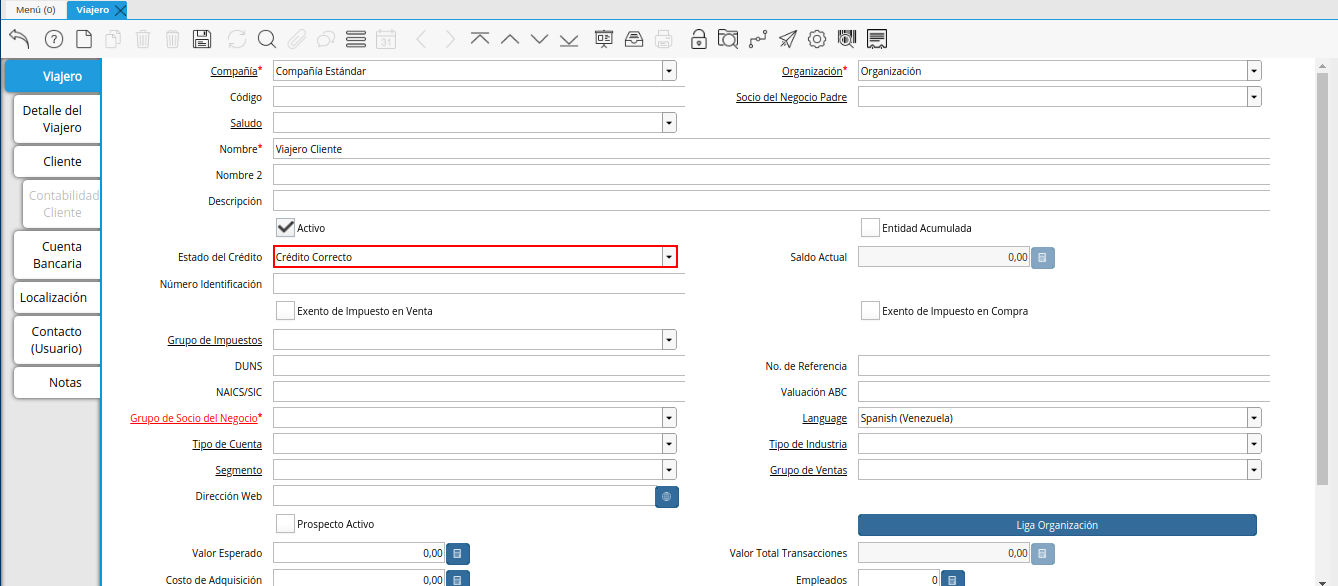 Menú (0)
Viajero
31
Viajero
Detalle del
Viajero
Cliente
Contabilidad
Cliente
Cuenta
Bancaria
Localización
Contacto
(Usuario)
Notas
Compañía* Compañía Estándar
Organización* Organización
Código
Socio del Negocio Padre
Saludo
Nombre* Viajero Cliente
Nombre 2
Descripción
Activo
Entidad Acumulada
Estado del Crédito Crédito Correcto
Saldo Actual 0,00
Número Identificación
Exento de Impuesto en Venta
Exento de Impuesto en Compra
Grupo de Impuestos
DUNS
No. de Referencia
NAICS/SIC
Valuación ABC
Grupo de Socio del Negocio*
Language Spanish (Venezuela)
Tipo de Cuenta
Tipo de Industria
Segmento
Grupo de Ventas
Dirección Web
Prospecto Activo
Liga Organización
Valor Esperado 0,00
Valor Total Transacciones 0,00
Costo de Adquisición 0,00
Empleados 0